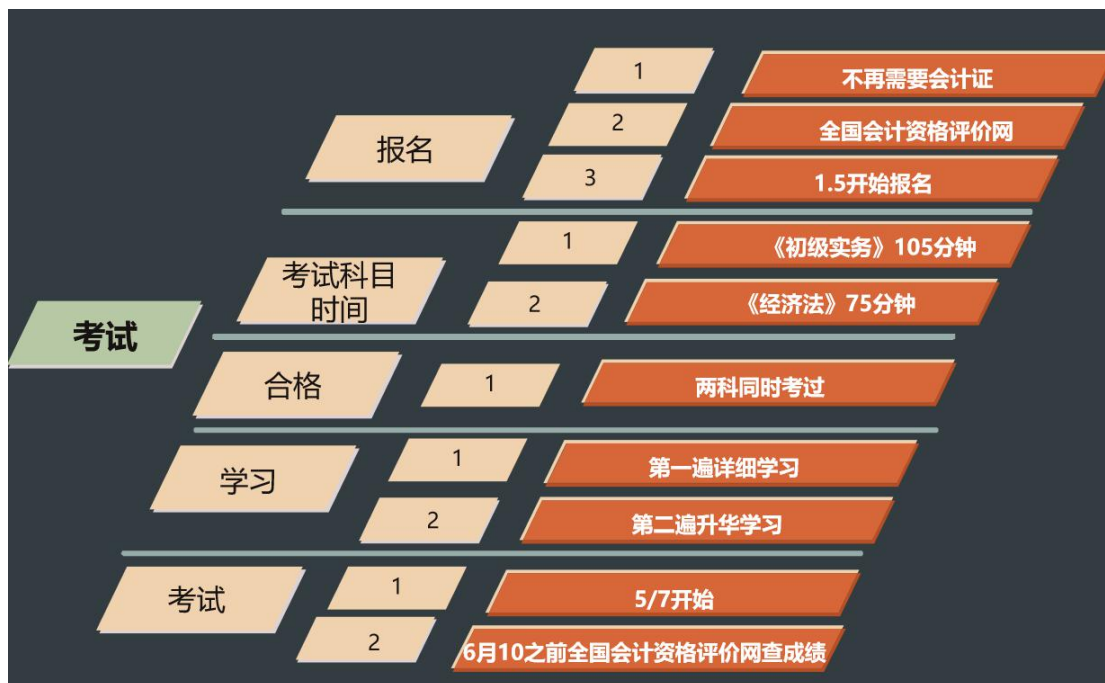 考试
报名
1
不再需要会计证
2
全国会计资格评价网
3
1.5开始报名
考试科目
时间
1
《初级实务》105分钟
2
《经济法》75分钟
合格
1
两科同时考过
学习
1
第一遍详细学习
2
第二遍升华学习
考试
1
5/7开始
2
6月10之前全国会计资格评价网查成绩